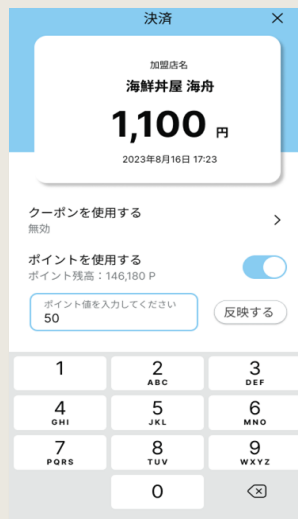 決済
加盟店名
海鮮丼屋 海舟
1,100 円
2023年8月16日 17:23
クーポンを使用する
無効
ポイントを使用する
ポイント残高：146,180 P
ポイント値を入力してください
50
反映する
1 2 3
ABC DEF
4 5 6
GHI JKL MNO
7 8 9
PQRS TUV WXYZ
0